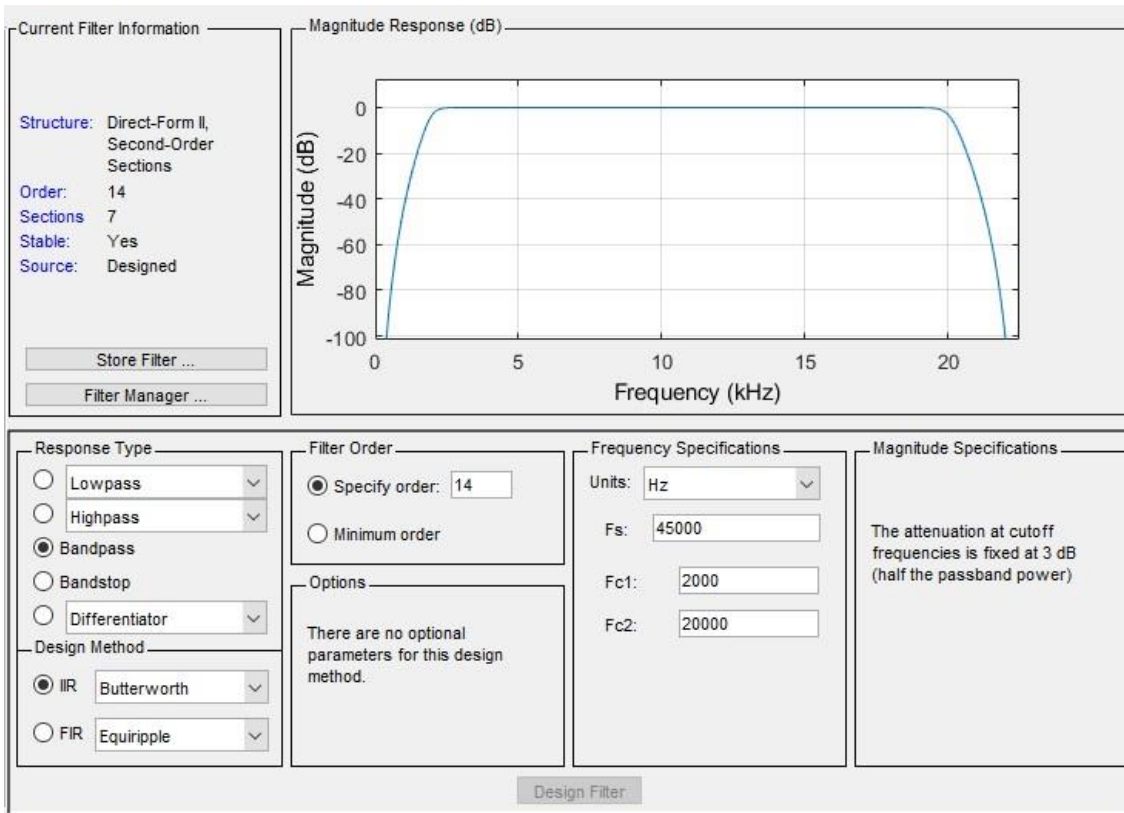 Current Filter Information
Structure: Direct-Form II,
Second-Order
Sections
Order: 14
Sections 7
Stable: Yes
Source: Designed
Store Filter ...
Filter Manager ...
Magnitude Response (dB)
Magnitude (dB)
0
-20
-40
-60
-80
-100
0 5 10 15 20
Frequency (kHz)
Response Type
Lowpass
Highpass
Bandpass
Bandstop
Differentiator
Design Method
IIR Butterworth
FIR Equiripple
Filter Order
Specify order: 14
Minimum order
Options
There are no optional
parameters for this design
method.
Frequency Specifications
Units: Hz
Fs: 45000
Fc1: 2000
Fc2: 20000
Magnitude Specifications
The attenuation at cutoff
frequencies is fixed at 3 dB
(half the passband power)
Design Filter